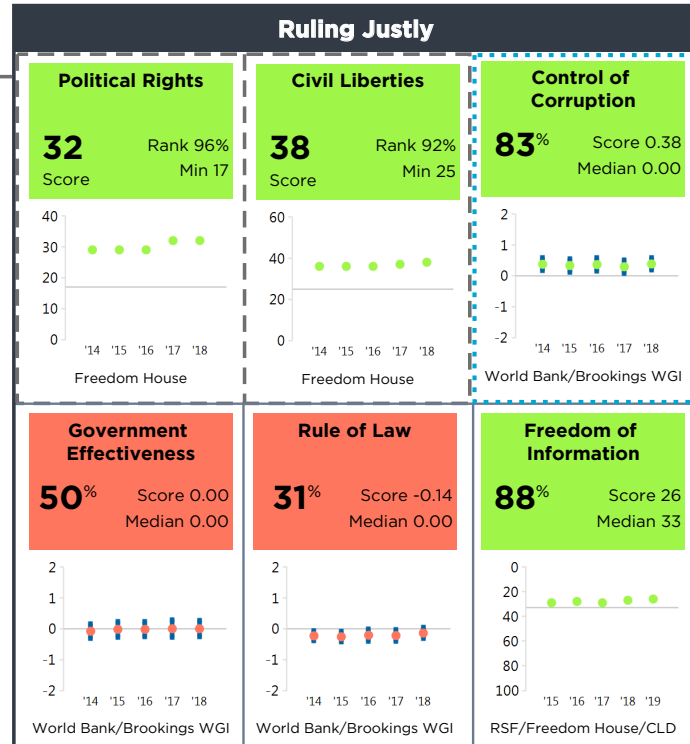 Ruling Justly
Political Rights
32
Score
Rank 96%
Min 17
40
30
20
10
0
'14 '15 '16 '17 '18
Freedom House
Civil Liberties
38
Score
Rank 92%
Min 25
60
40
20
0
'14 '15 '16 '17 '18
Freedom House
Control of
Corruption
83%
Score 0.38
Median 0.00
2
1
0
-1
-2
'14 '15 '16 '17 '18
World Bank/Brookings WGI
Government
Effectiveness
50%
Score 0.00
Median 0.00
2
1
0
-1
-2
'14 '15 '16 '17 '18
World Bank/Brookings WGI
Rule of Law
31%
Score -0.14
Median 0.00
2
1
0
-1
-2
'14 '15 '16 '17 '18
World Bank/Brookings WGI
Freedom of
Information
88%
Score 26
Median 33
0
20
40
60
80
100
'15 '16 '17 '18 '19
RSF/Freedom House/CLD